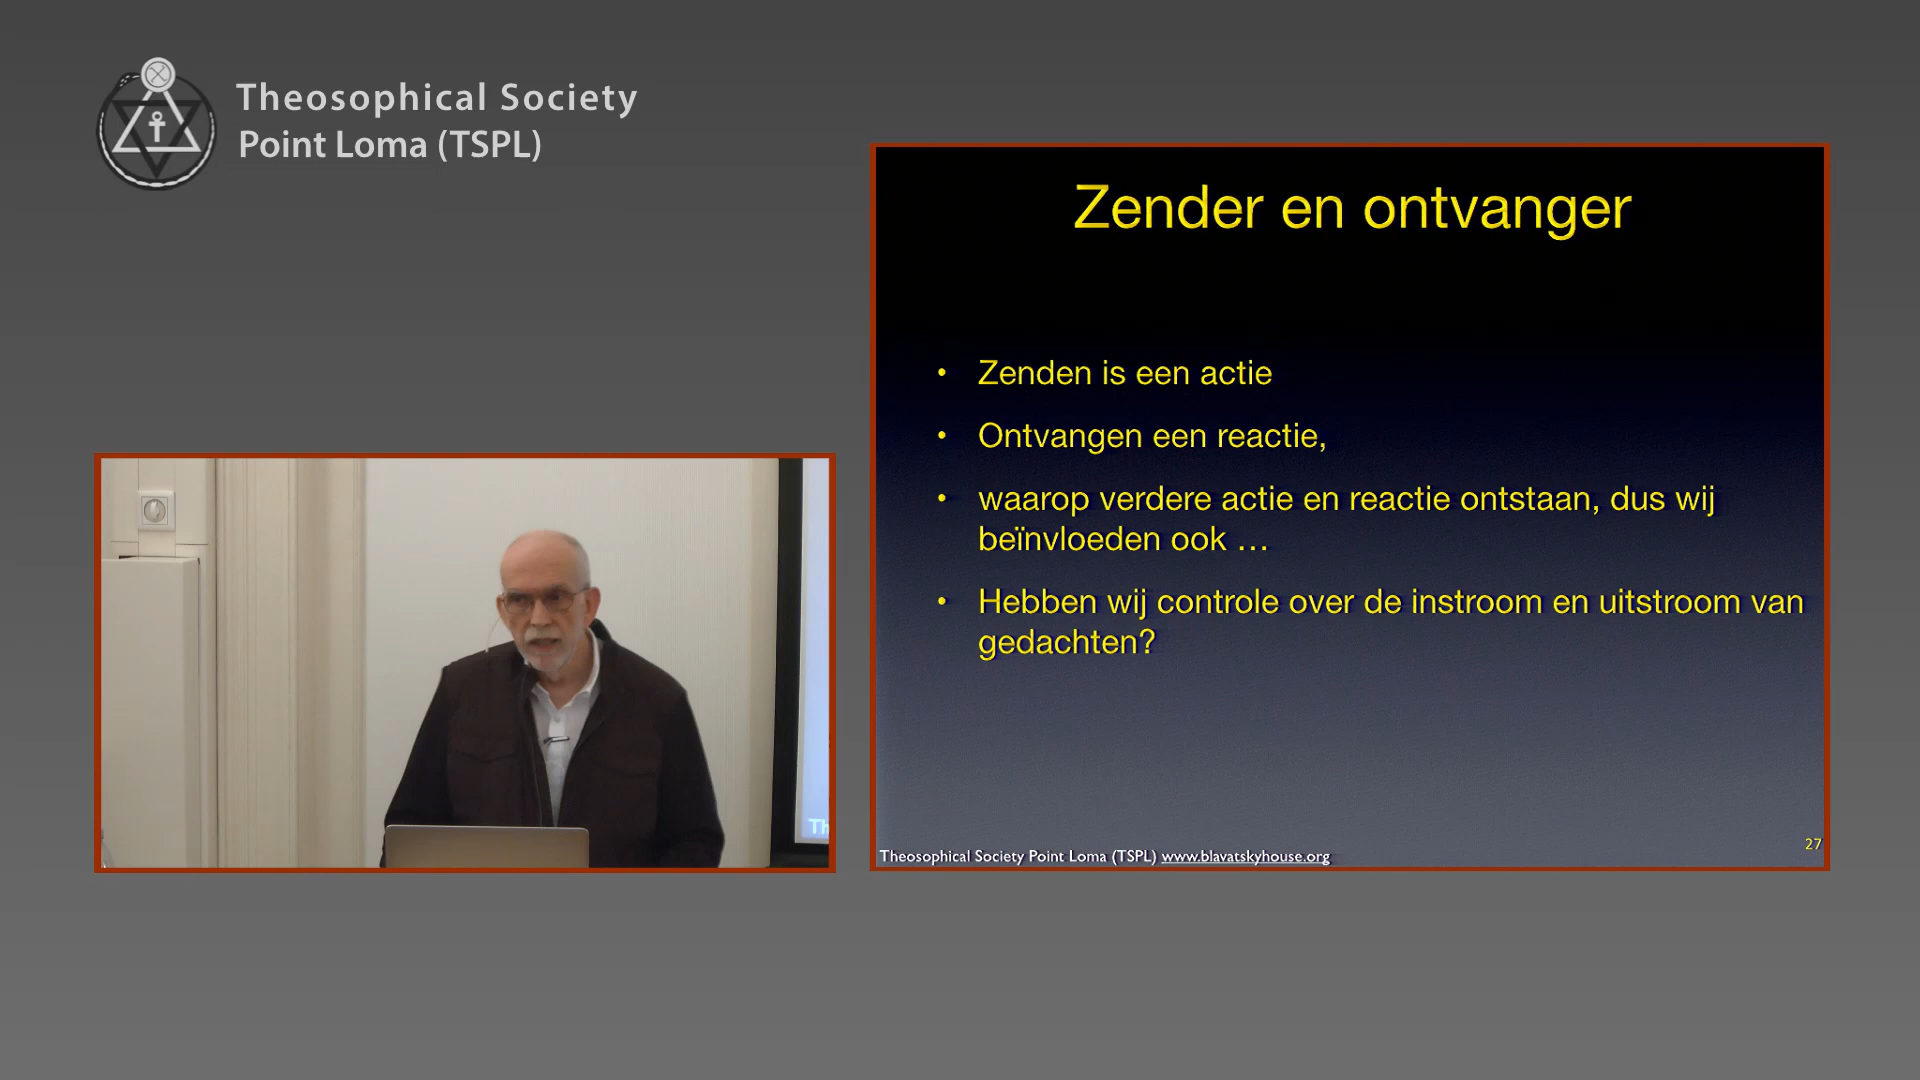 Theosophical Society
Point Loma (TSPL)
Zender en ontvanger
• Zenden is een actie
• Ontvangen een reactie,
• waarop verdere actie en reactie ontstaan, dus wij
beïnvloeden ook …
• Hebben wij controle over de instroom en uitstroom van
gedachten?
Th
Theosophical Society Point Loma (TSPL) www.blavatskyhouse.org
27